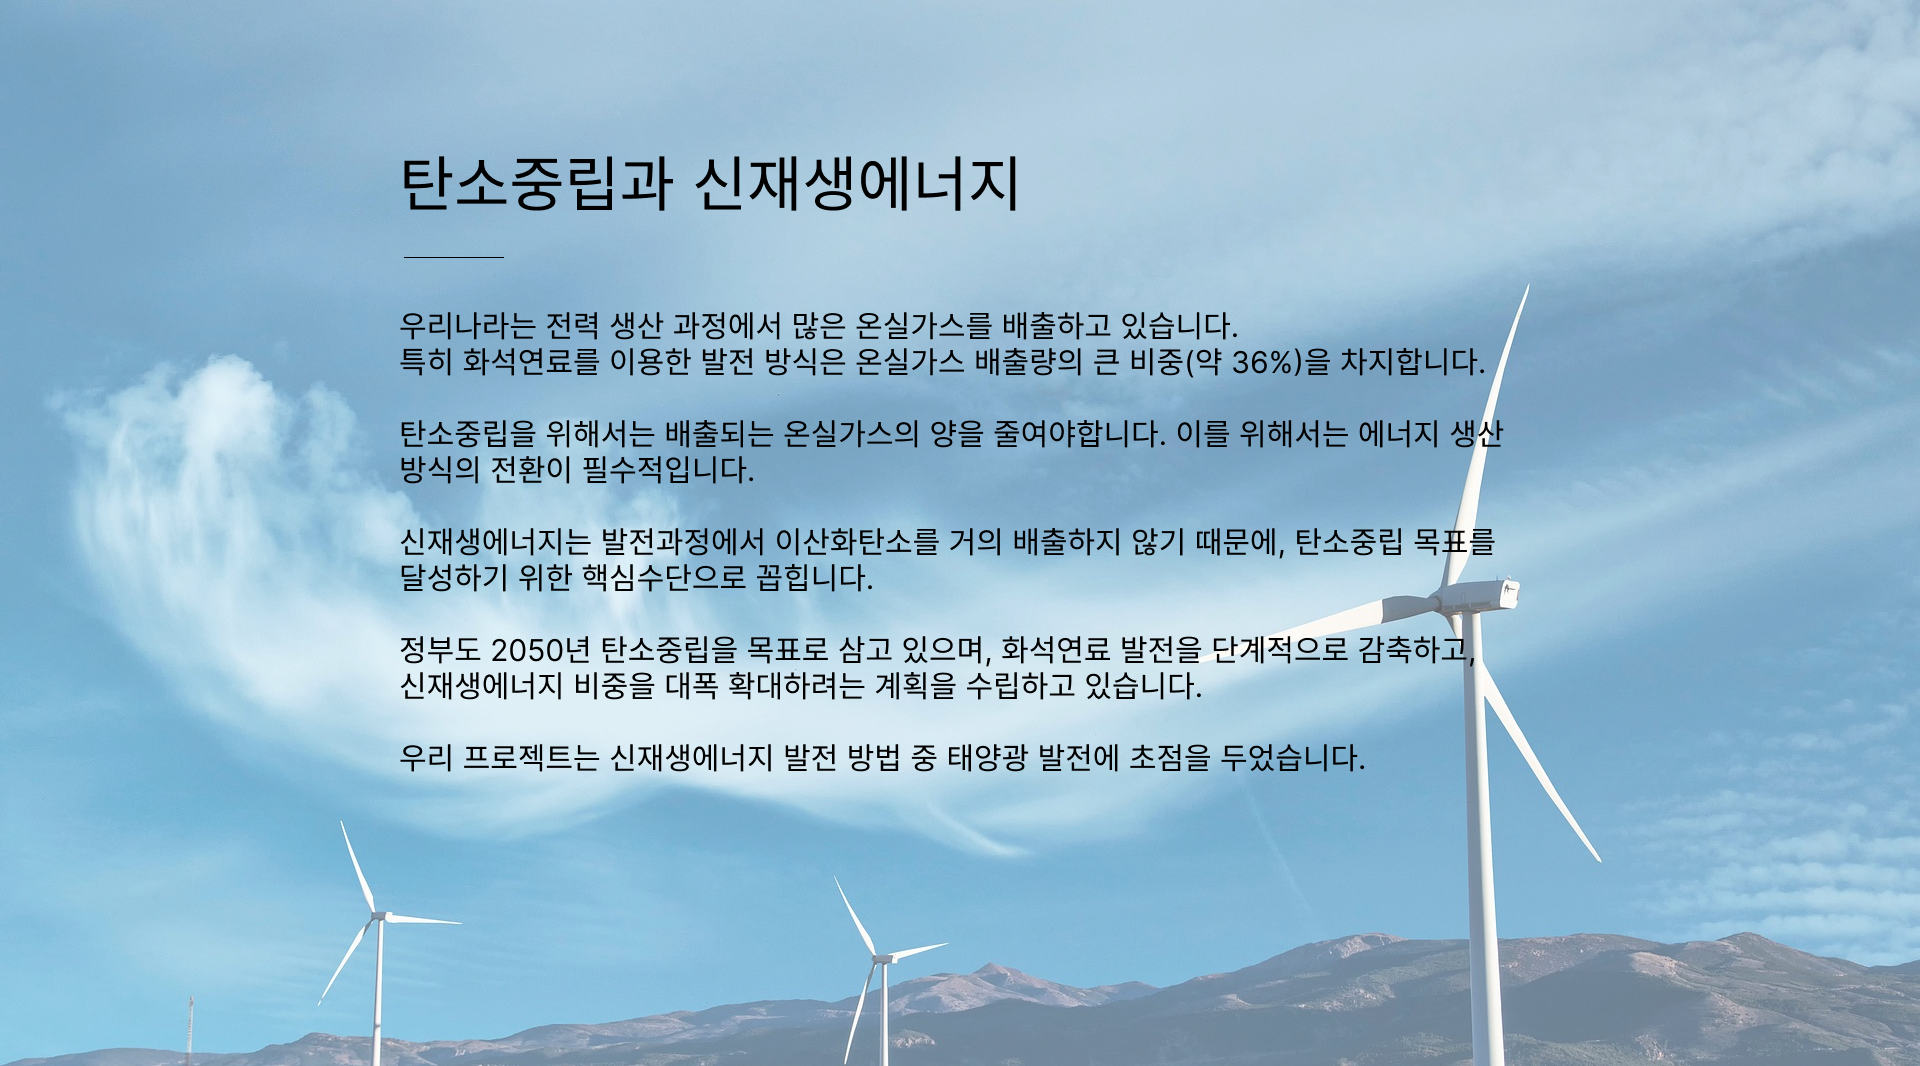 탄소중립과 신재생에너지
우리나라는 전력 생산 과정에서 많은 온실가스를 배출하고 있습니다.
특히 화석연료를 이용한 발전 방식은 온실가스 배출량의 큰 비중(약 36%)을 차지합니다.
탄소중립을 위해서는 배출되는 온실가스의 양을 줄여야합니다. 이를 위해서는 에너지 생산
방식의 전환이 필수적입니다.
신재생에너지는 발전과정에서 이산화탄소를 거의 배출하지 않기 때문에, 탄소중립 목표를
달성하기 위한 핵심수단으로 꼽힙니다.
정부도 2050년 탄소중립을 목표로 삼고 있으며, 화석연료 발전을 단계적으로 감축하고,
신재생에너지 비중을 대폭 확대하려는 계획을 수립하고 있습니다.
우리 프로젝트는 신재생에너지 발전 방법 중 태양광 발전에 초점을 두었습니다.